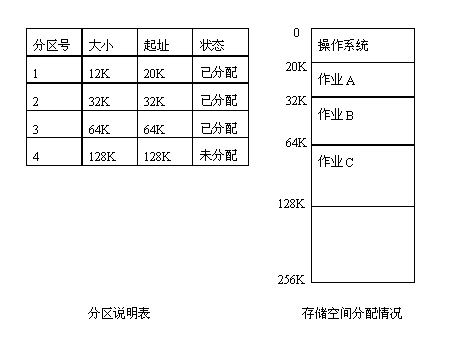 分区号 大小 起址 状态
1 12K 20K 已分配
2 32K 32K 已分配
3 64K 64K 已分配
4 128K 128K 未分配
分区说明表
0
操作系统
20K
作业 A
32K
作业 B
64K
作业 C
128K
256K
存储空间分配情况